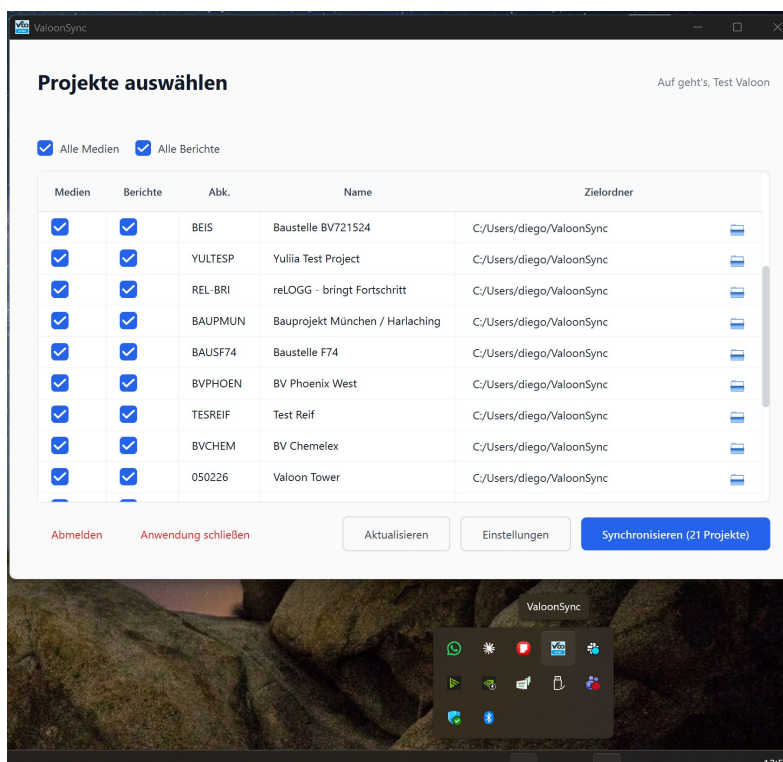 ValoonSync
Projekte auswählen
Auf geht's, Test Valoon
Alle Medien Alle Berichte
Medien Berichte Abk. Name Zielordner
BEIS Baustelle BV721524 C:/Users/diego/ValoonSync
YULTESP Yuliia Test Project C:/Users/diego/ValoonSync
REL-BRI reLOGG - bringt Fortschritt C:/Users/diego/ValoonSync
BAUPMUN Bauprojekt München / Harlaching C:/Users/diego/ValoonSync
BAUSF74 Baustelle F74 C:/Users/diego/ValoonSync
BVPHOEN BV Phoenix West C:/Users/diego/ValoonSync
TESREIF Test Reif C:/Users/diego/ValoonSync
BVCHEM BV Chemelex C:/Users/diego/ValoonSync
050226 Valoon Tower C:/Users/diego/ValoonSync
Abmelden Anwendung schließen Aktualisieren Einstellungen Synchronisieren (21 Projekte)
ValoonSync